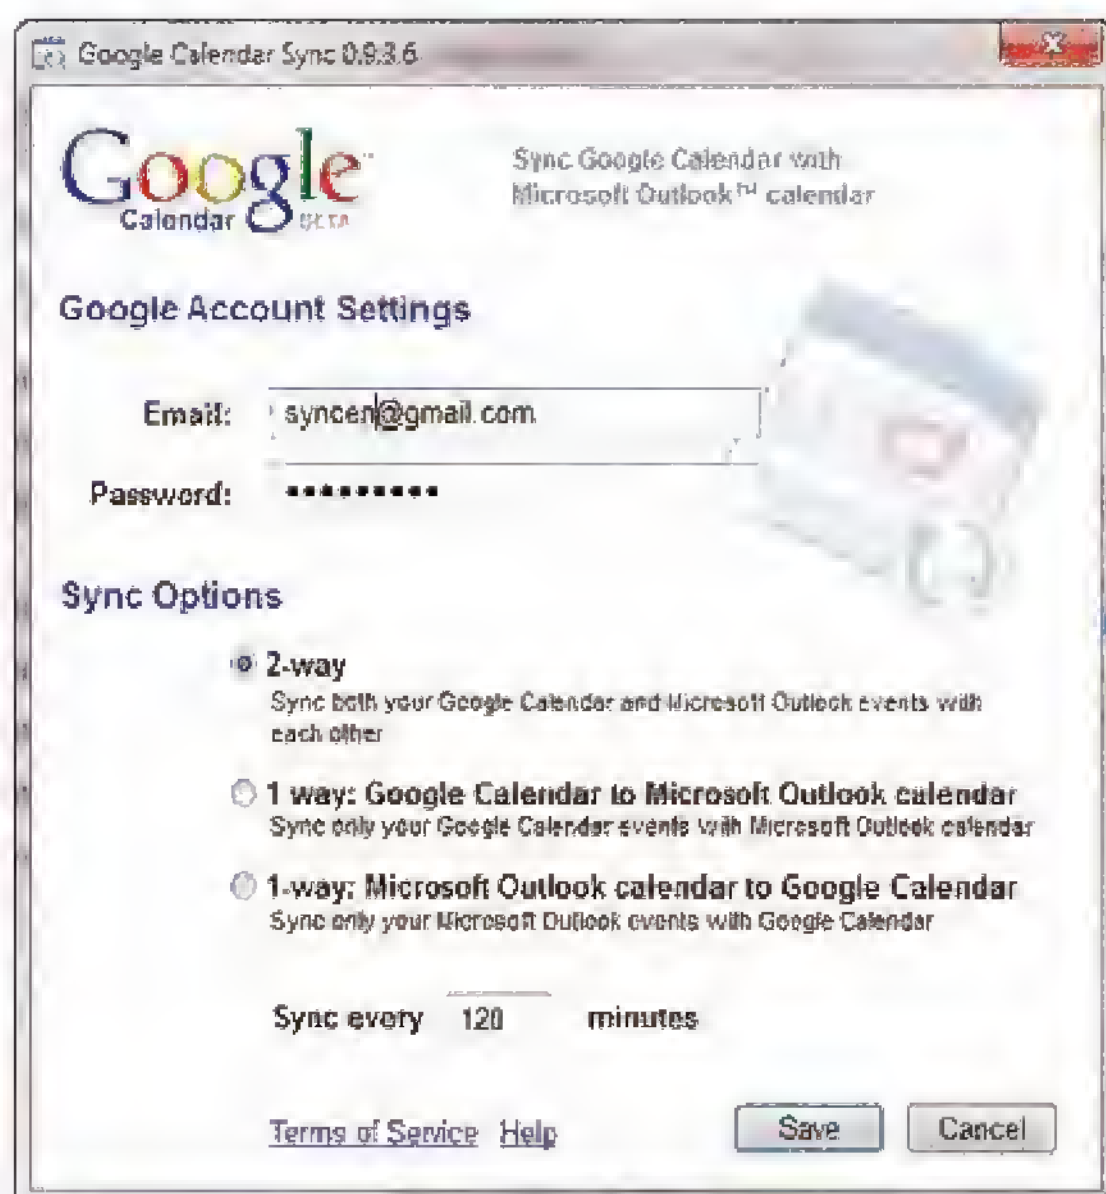 Google Calendar Sync 0.9.3.6
Google™
Calendar BETA
Sync Google Calendar with
Microsoft Outlook™ calendar
Google Account Settings
Email: syncen@gmail.com
Password: •••••••••
Sync Options
2-way
Sync both your Google Calendar and Microsoft Outlook events with
each other
1 way: Google Calendar to Microsoft Outlook calendar
Sync only your Google Calendar events with Microsoft Outlook calendar
1-way: Microsoft Outlook calendar to Google Calendar
Sync only your Microsoft Outlook events with Google Calendar
Sync every 120 minutes
Terms of Service Help Save Cancel